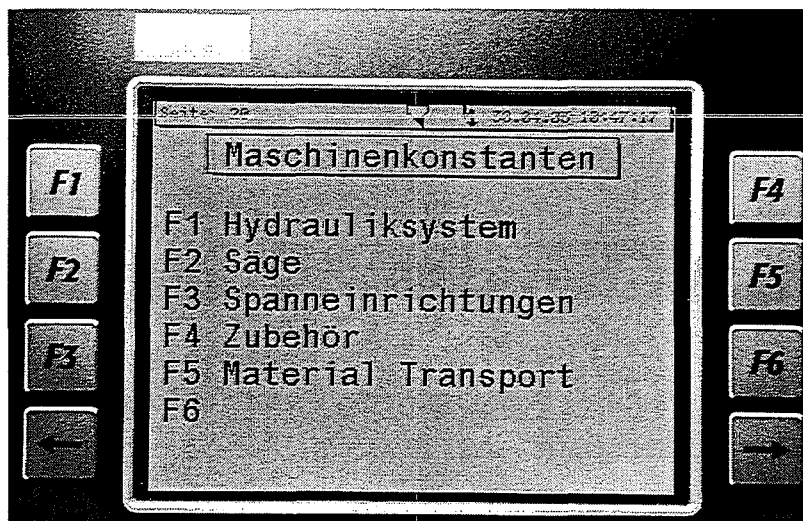 Maschinenkonstanten
F1
F2
F3
←
F1 Hydrauliksystem
F2 Säge
F3 Spanneinrichtungen
F4 Zubehör
F5 Material Transport
F6
F4
F5
F6
→